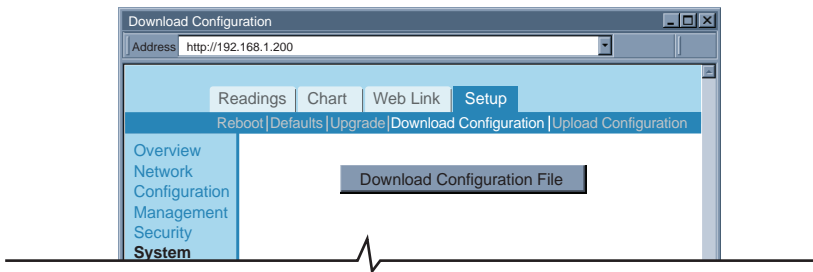 Download Configuration
Address http://192.168.1.200
Readings Chart Web Link Setup
Reboot|Defaults|Upgrade|Download Configuration|Upload Configuration
Overview
Network
Configuration
Management
Security
System
Download Configuration File